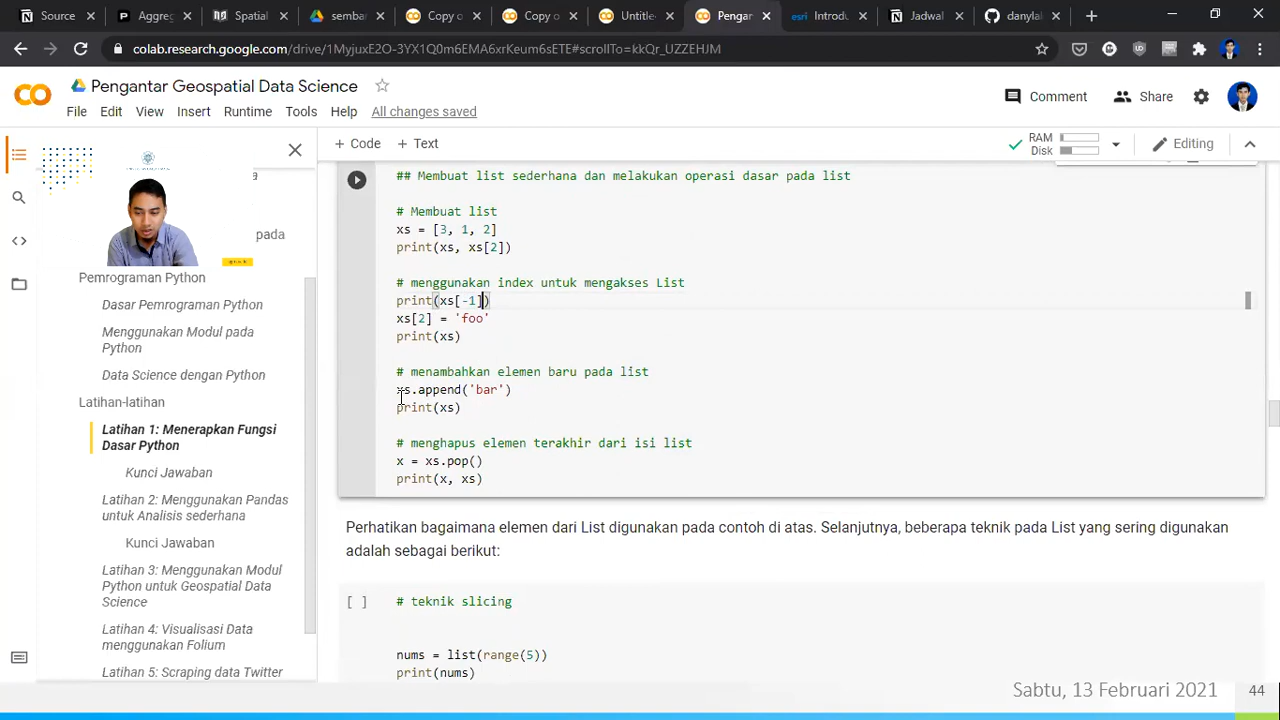 Source
Aggreg
Spatial
semba
Copy o
Copy o
Untitle
Pengar
Introdu
Jadwal
danylak
colab.research.google.com/drive/1MyjuxE2O-3YX1Q0m6EMA6xrKeum6sETE#scrollTo=kkQr_UZZEHJM
Pengantar Geospatial Data Science
File Edit View Insert Runtime Tools Help All changes saved
Comment Share
+ Code + Text
RAM
Disk
Editing
pada
Pemrograman Python
Dasar Pemrograman Python
Menggunakan Modul pada
Python
Data Science dengan Python
Latihan-latihan
Latihan 1: Menerapkan Fungsi
Dasar Python
Kunci Jawaban
Latihan 2: Menggunakan Pandas
untuk Analisis sederhana
Kunci Jawaban
Latihan 3: Menggunakan Modul
Python untuk Geospatial Data
Science
Latihan 4: Visualisasi Data
menggunakan Folium
Latihan 5: Scraping data Twitter
## Membuat list sederhana dan melakukan operasi dasar pada list
# Membuat list
xs = [3, 1, 2]
print(xs, xs[2])
# menggunakan index untuk mengakses List
print(xs[-1])
xs[2] = 'foo'
print(xs)
# menambahkan elemen baru pada list
xs.append('bar')
print(xs)
# menghapus elemen terakhir dari isi list
x = xs.pop()
print(x, xs)
Perhatikan bagaimana elemen dari List digunakan pada contoh di atas. Selanjutnya, beberapa teknik pada List yang sering digunakan
adalah sebagai berikut:
[ ]
# teknik slicing
nums = list(range(5))
print(nums)
Sabtu, 13 Februari 2021
44